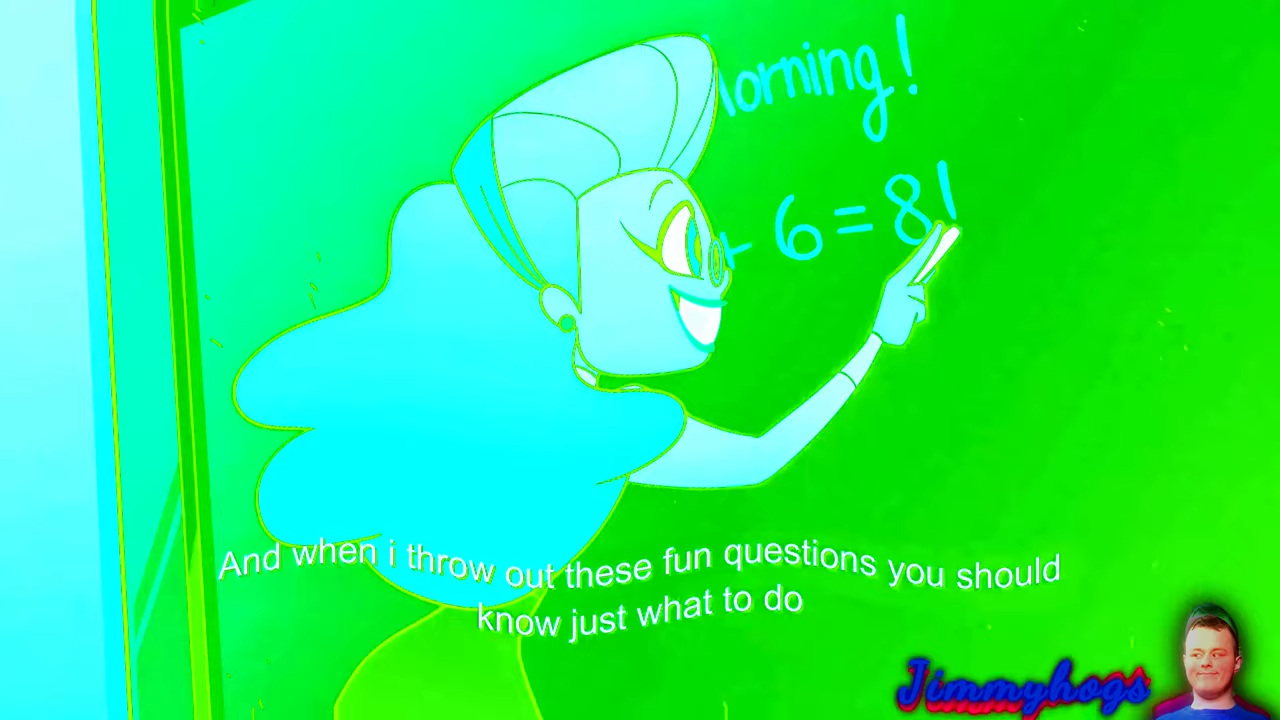 lorning!
+ 6 = 8!
And when i throw out these fun questions you should
know just what to do
Jimmyhogs